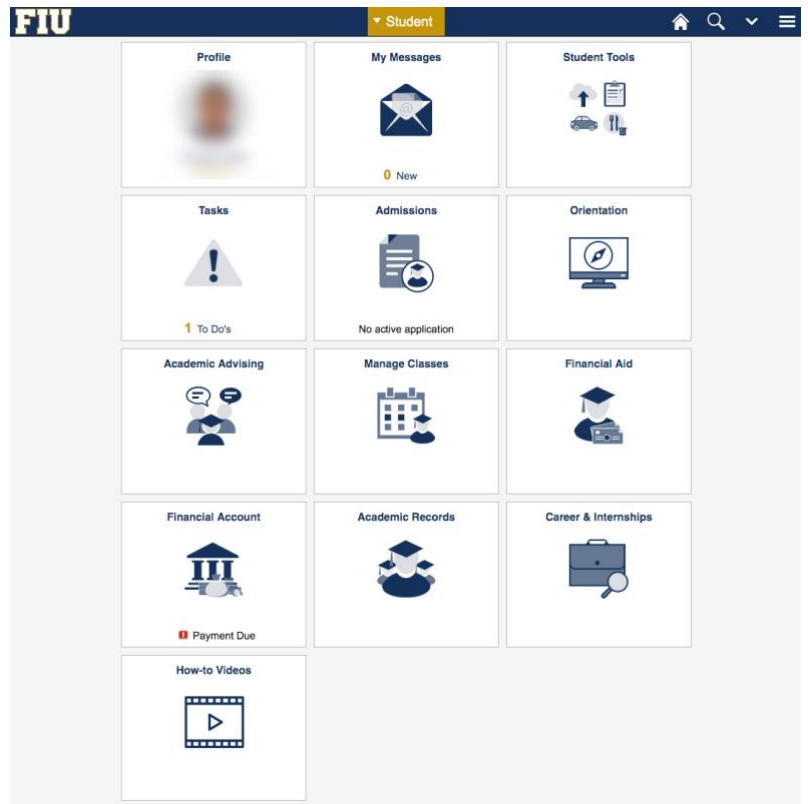 FIU
Student
Profile
My Messages
Student Tools
0 New
Tasks
Admissions
Orientation
1 To Do's
No active application
Academic Advising
Manage Classes
Financial Aid
Financial Account
Academic Records
Career & Internships
! Payment Due
How-to Videos